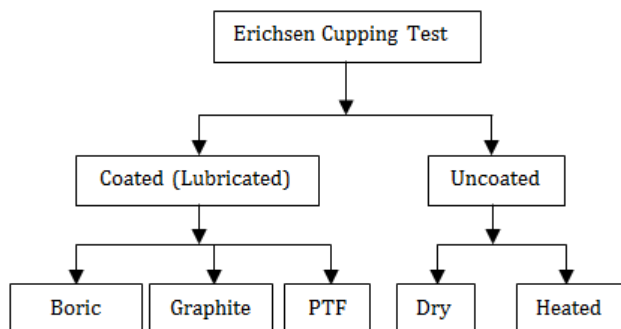 Erichsen Cupping Test
Coated (Lubricated)
Uncoated
Boric
Graphite
PTF
Dry
Heated